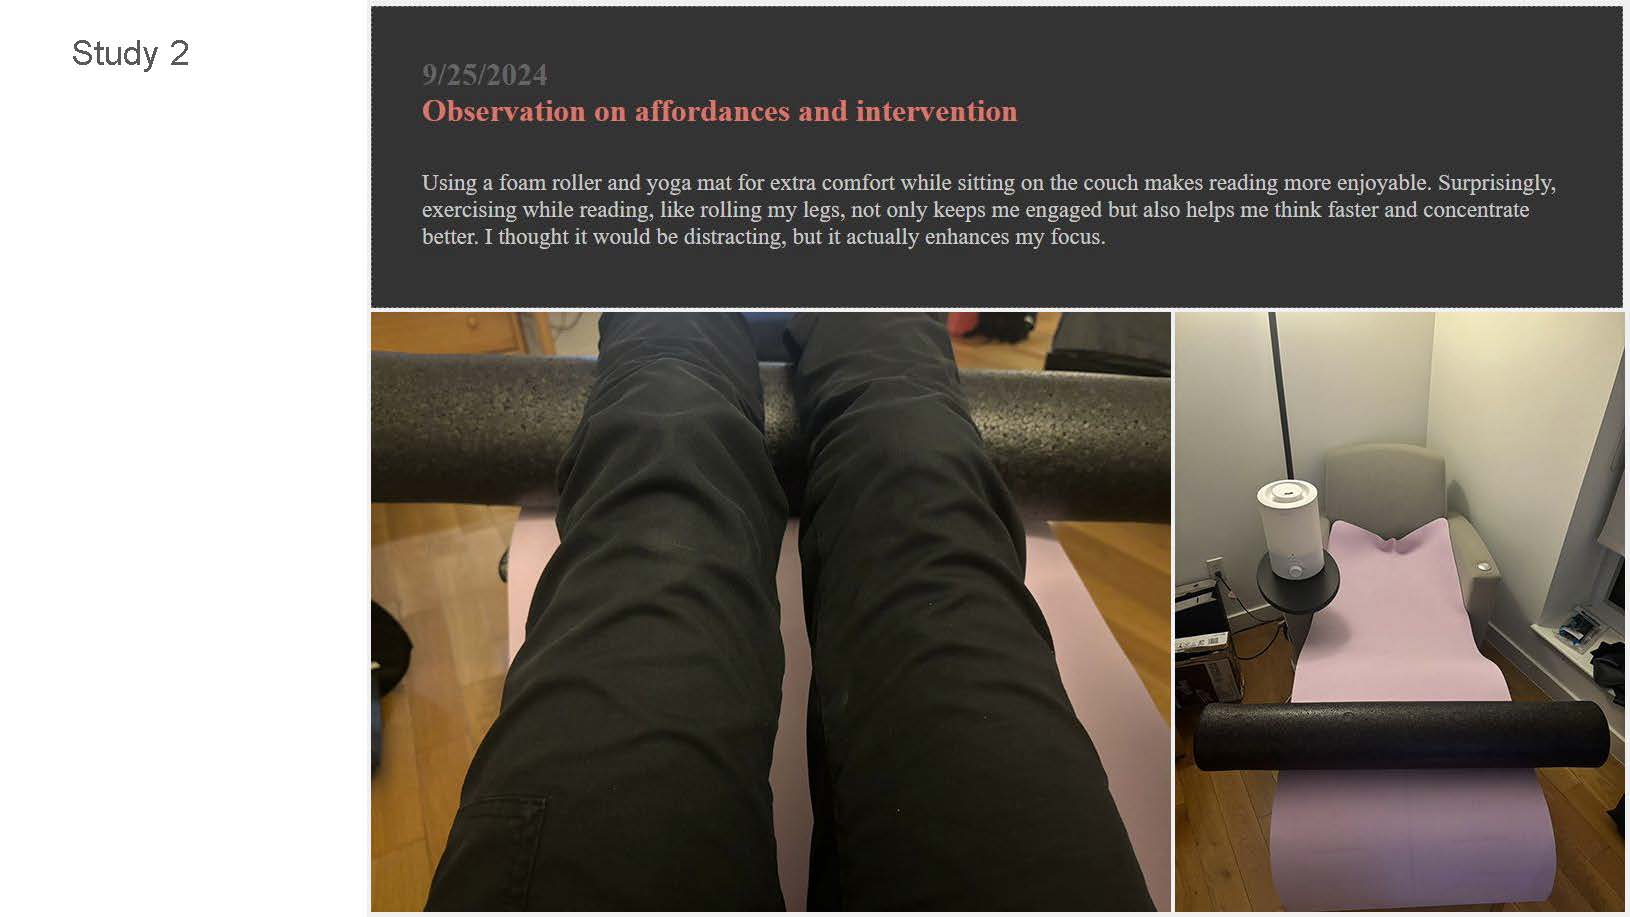 Study 2
9/25/2024
Observation on affordances and intervention
Using a foam roller and yoga mat for extra comfort while sitting on the couch makes reading more enjoyable. Surprisingly,
exercising while reading, like rolling my legs, not only keeps me engaged but also helps me think faster and concentrate
better. I thought it would be distracting, but it actually enhances my focus.